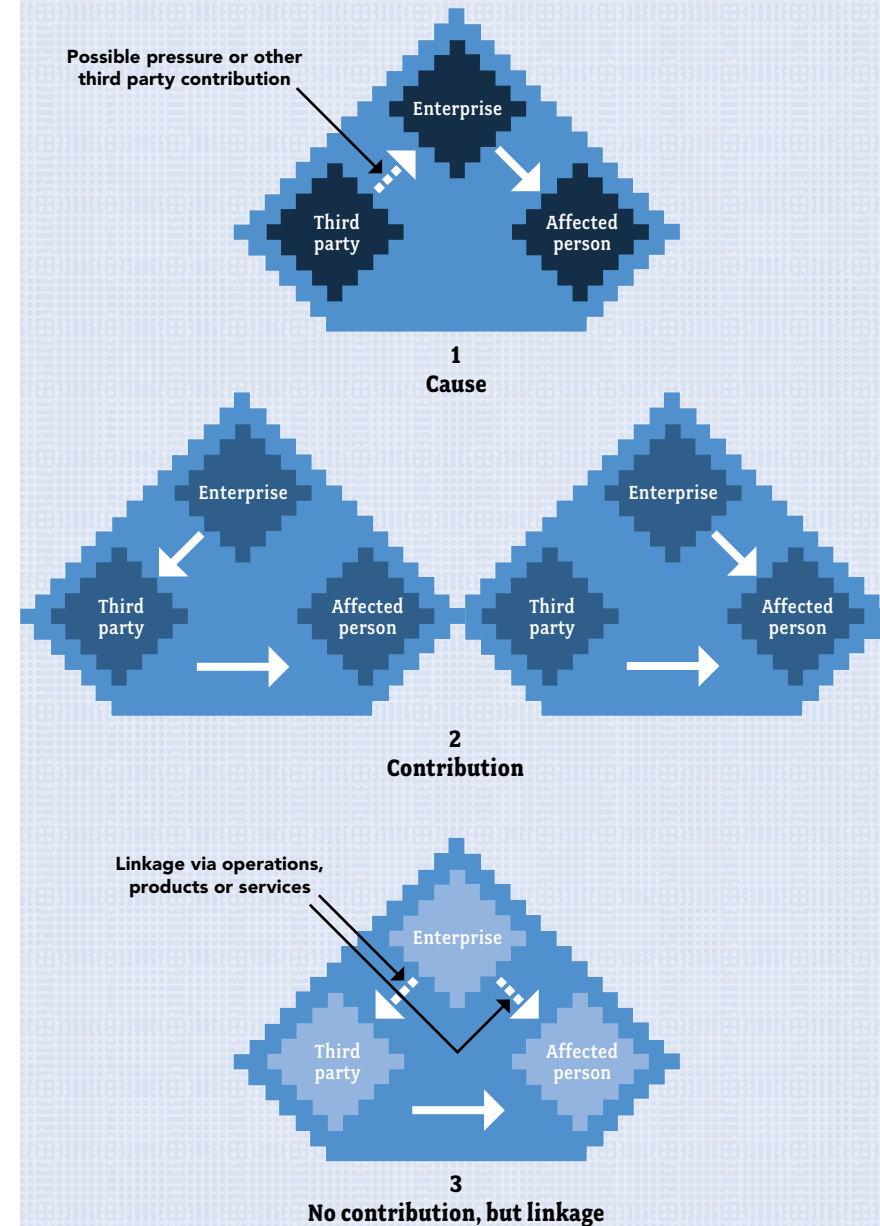 Possible pressure or other
third party contribution
Enterprise
Third
party
Affected
person
1
Cause
Enterprise
Third
party
Affected
person
Enterprise
Third
party
Affected
person
2
Contribution
Linkage via operations,
products or services
Enterprise
Third
party
Affected
person
3
No contribution, but linkage